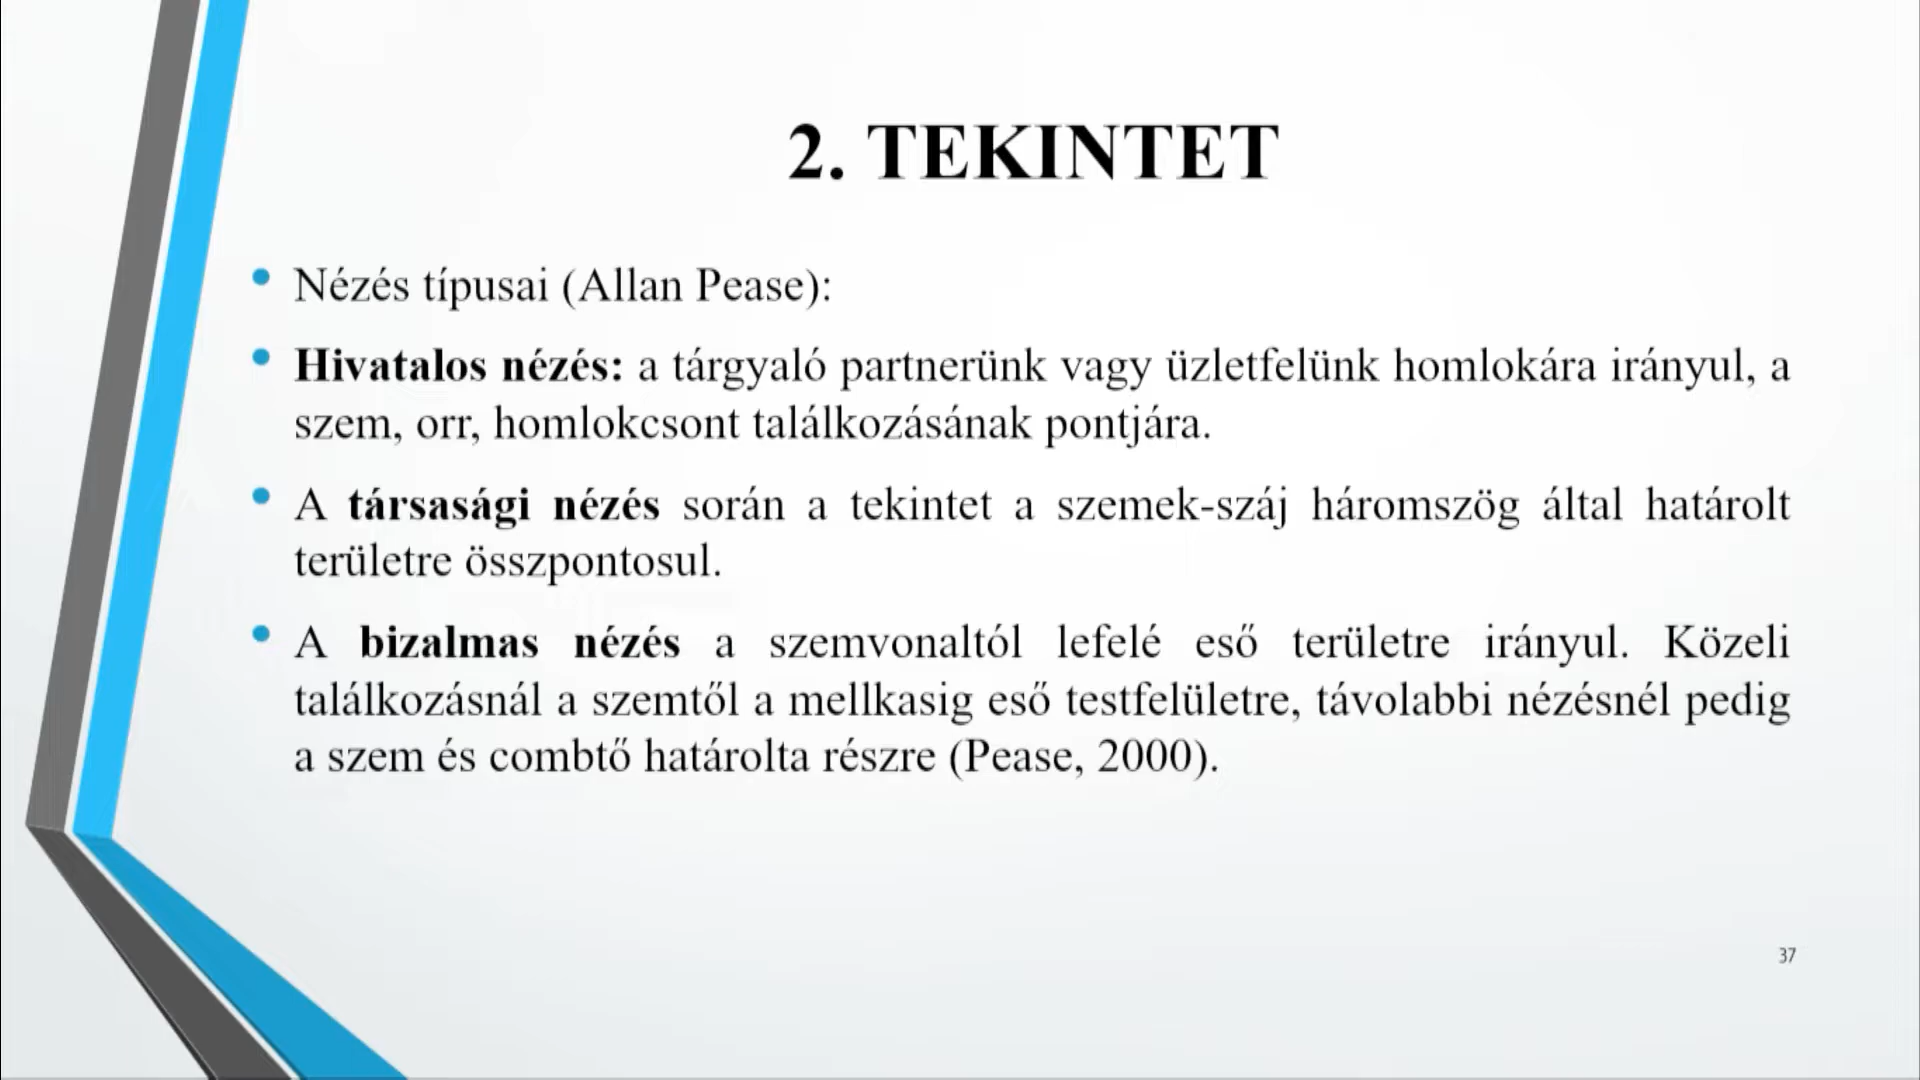 2. TEKINTET
• Nézés típusai (Allan Pease):
• Hivatalos nézés: a tárgyaló partnerünk vagy üzletfelünk homlokára irányul, a
szem, orr, homlokcsont találkozásának pontjára.
• A társasági nézés során a tekintet a szemek-száj háromszög által határolt
területre összpontosul.
• A bizalmas nézés a szemvonaltól lefelé eső területre irányul. Közeli
találkozásnál a szemtől a mellkasig eső testfelületre, távolabbi nézésnél pedig
a szem és combtő határolta részre (Pease, 2000).
37